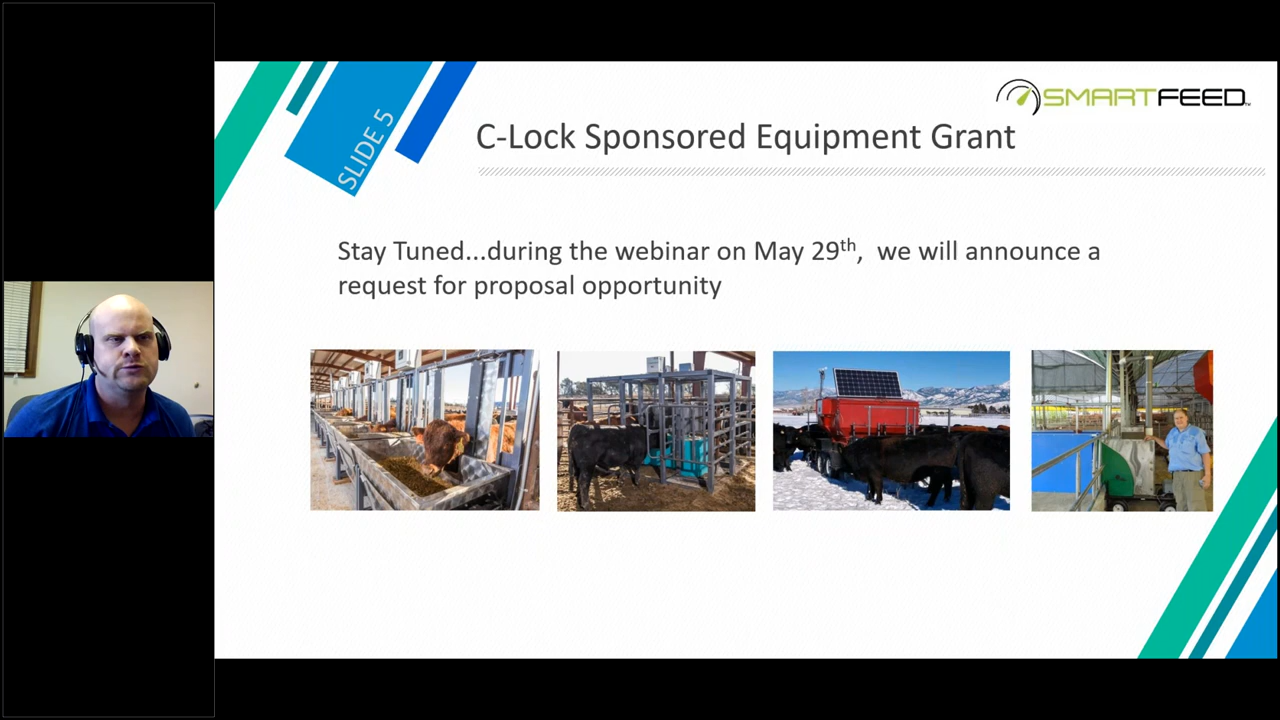 SLIDE 5
SMARTFEED™
C-Lock Sponsored Equipment Grant
Stay Tuned...during the webinar on May 29th, we will announce a
request for proposal opportunity